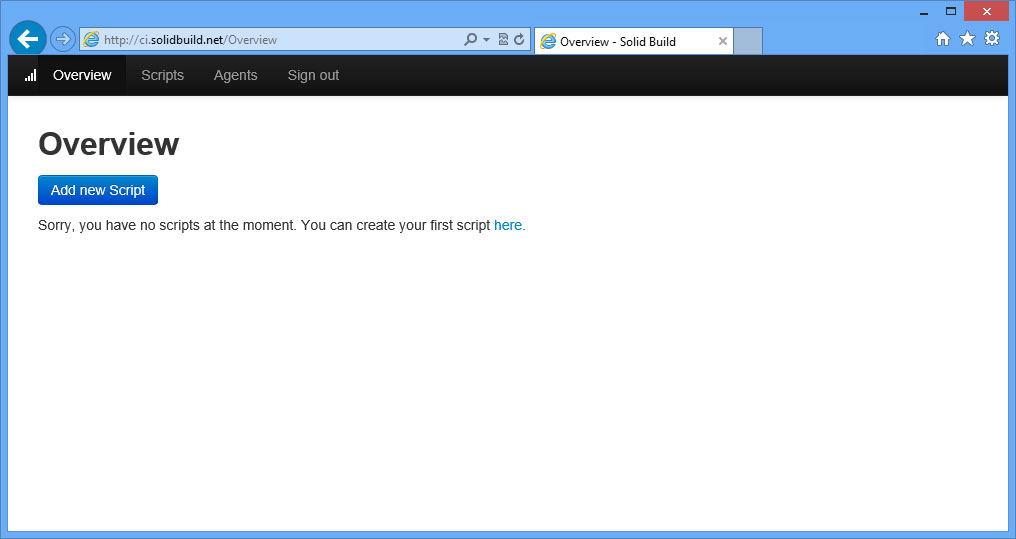 http://ci.solidbuild.net/Overview
Overview - Solid Build
Overview Scripts Agents Sign out
Overview
Add new Script
Sorry, you have no scripts at the moment. You can create your first script here.